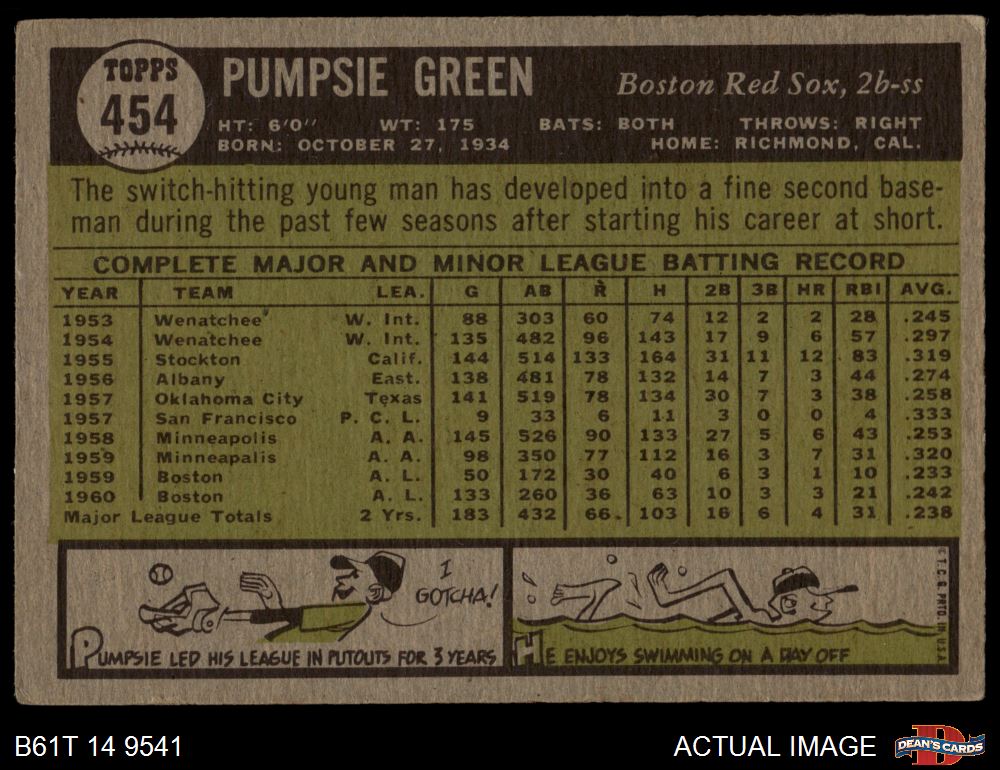 TOPPS
454
PUMPSIE GREEN
Boston Red Sox, 2b-ss
HT: 6'0" WT: 175 BATS: BOTH THROWS: RIGHT
BORN: OCTOBER 27, 1934 HOME: RICHMOND, CAL.
The switch-hitting young man has developed into a fine second base-
man during the past few seasons after starting his career at short.
COMPLETE MAJOR AND MINOR LEAGUE BATTING RECORD
YEAR TEAM LEA. G AB R H 2B 3B HR RBI AVG.
1953 Wenatchee W. Int. 88 303 60 74 12 2 2 28 .245
1954 Wenatchee W. Int. 135 482 96 143 17 9 6 57 .297
1955 Stockton Calif. 144 514 133 164 31 11 12 83 .319
1956 Albany East. 138 481 78 132 14 7 3 44 .274
1957 Oklahoma City Texas 141 519 78 134 30 7 3 38 .258
1957 San Francisco P. C. L. 9 33 6 11 3 0 0 4 .333
1958 Minneapolis A. A. 145 526 90 133 27 5 6 43 .253
1959 Minneapalis A. A. 98 350 77 112 16 3 7 31 .320
1959 Boston A. L. 50 172 30 40 6 3 1 10 .233
1960 Boston A. L. 133 260 36 63 10 3 3 21 .242
Major League Totals 2 Yrs. 183 432 66 103 16 6 4 31 .238
I
GOTCHA!
PUMPSIE LED HIS LEAGUE IN PUTOUTS FOR 3 YEARS
HE ENJOYS SWIMMING ON A DAY OFF
© T.C.G. PRTD. IN U.S.A.
B61T 14 9541
ACTUAL IMAGE
DEAN'S CARDS